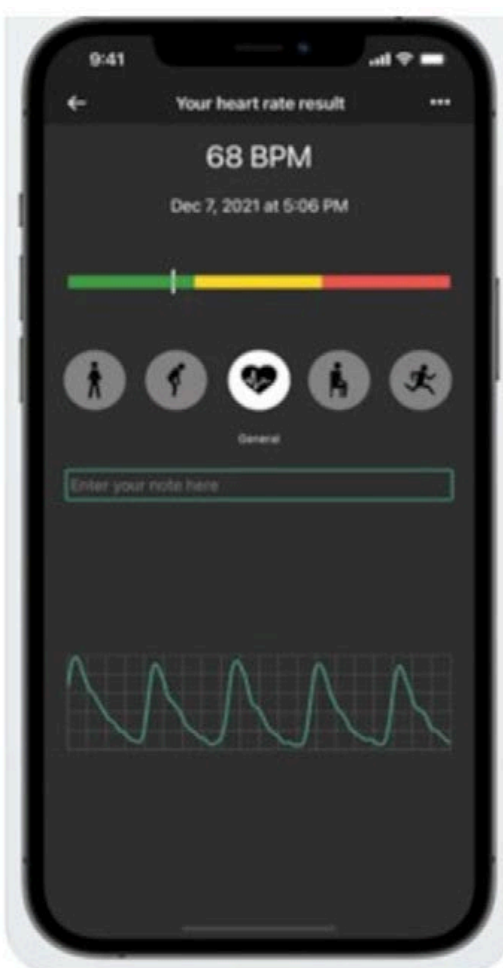 9:41
Your heart rate result
68 BPM
Dec 7, 2021 at 5:06 PM
General
Enter your note here